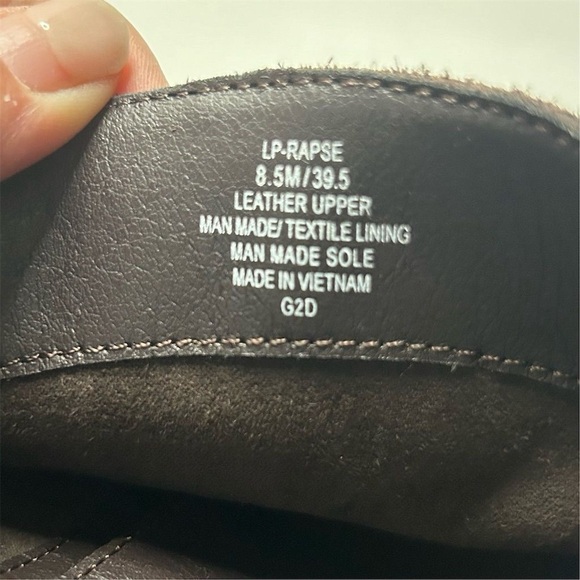 LP-RAPSE
8.5M/39.5
LEATHER UPPER
MAN MADE/ TEXTILE LINING
MAN MADE SOLE
MADE IN VIETNAM
G2D